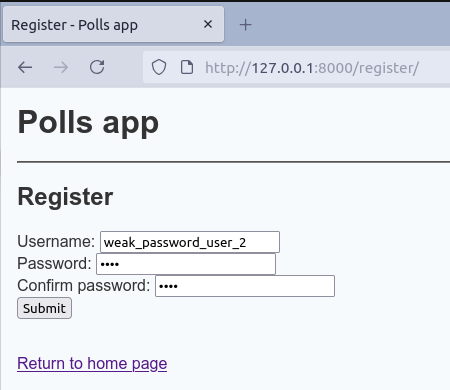 Register - Polls app
http://127.0.0.1:8000/register/
Polls app
Register
Username: weak_password_user_2
Password: ••••
Confirm password: ••••
Submit
Return to home page